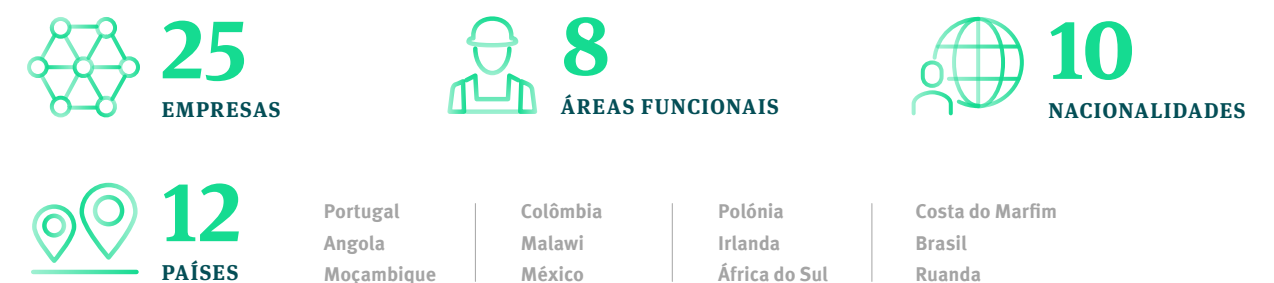 25
EMPRESAS
8
ÁREAS FUNCIONAIS
10
NACIONALIDADES
12
PAÍSES
Portugal
Angola
Moçambique
Colômbia
Malawi
México
Polónia
Irlanda
África do Sul
Costa do Marfim
Brasil
Ruanda